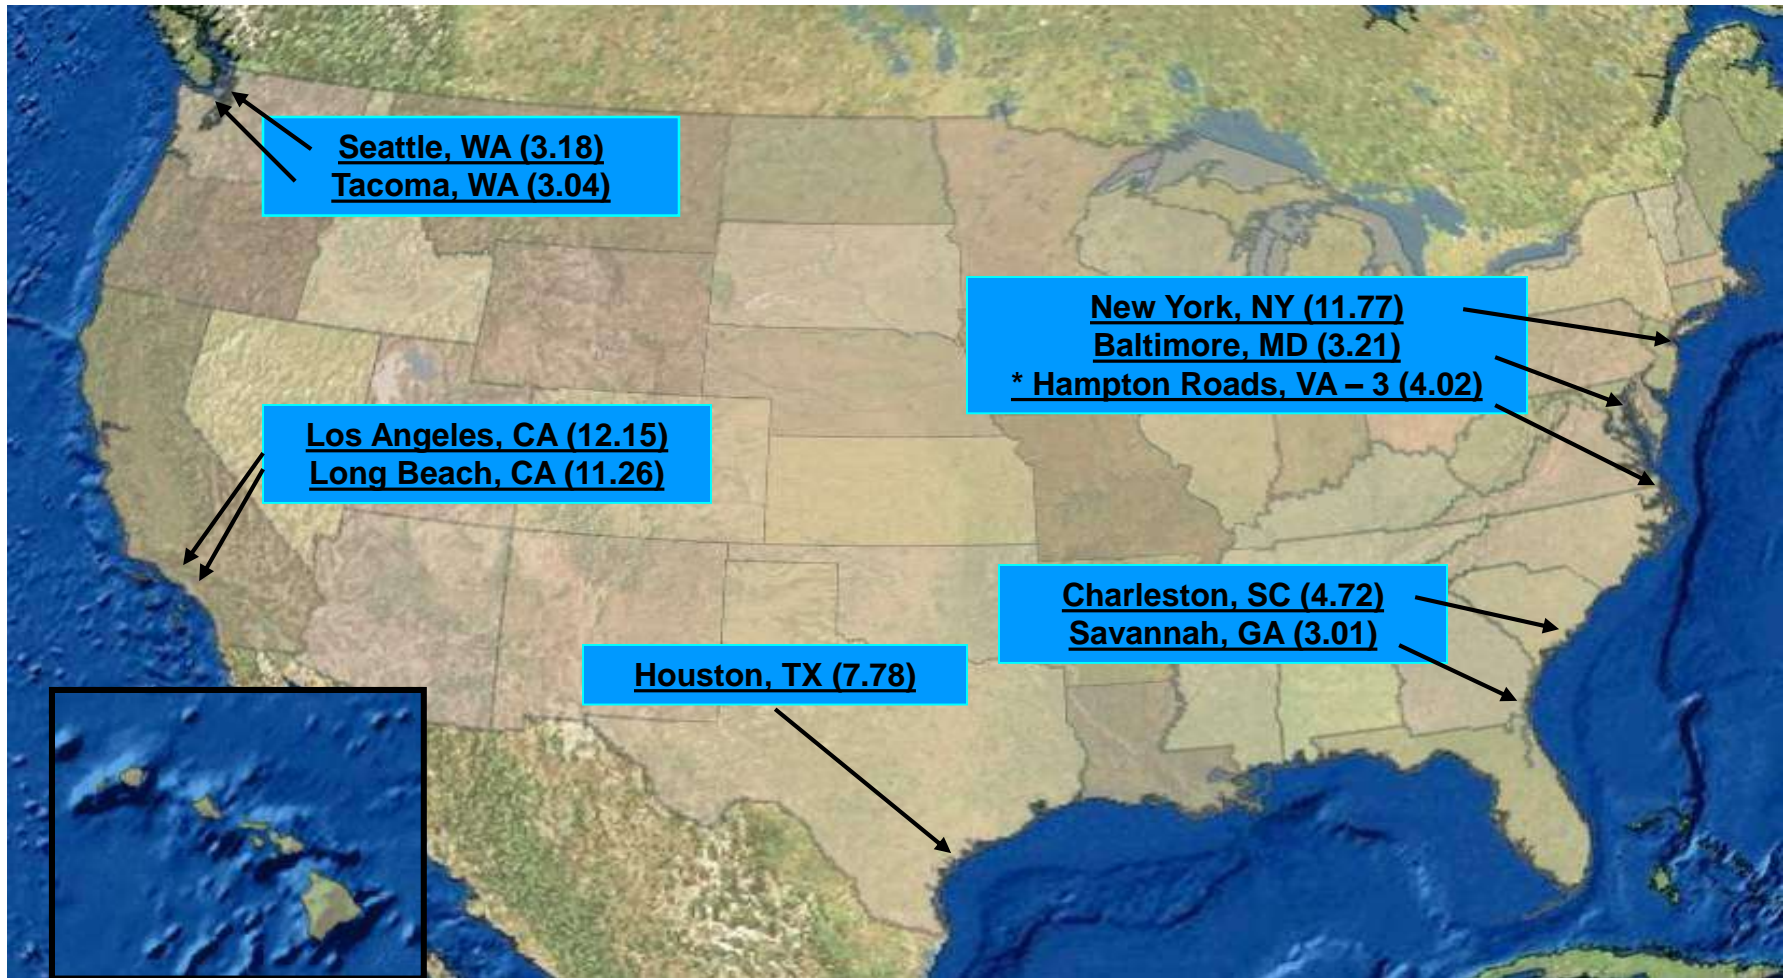 Seattle, WA (3.18)
Tacoma, WA (3.04)
New York, NY (11.77)
Baltimore, MD (3.21)
* Hampton Roads, VA – 3 (4.02)
Los Angeles, CA (12.15)
Long Beach, CA (11.26)
Charleston, SC (4.72)
Savannah, GA (3.01)
Houston, TX (7.78)